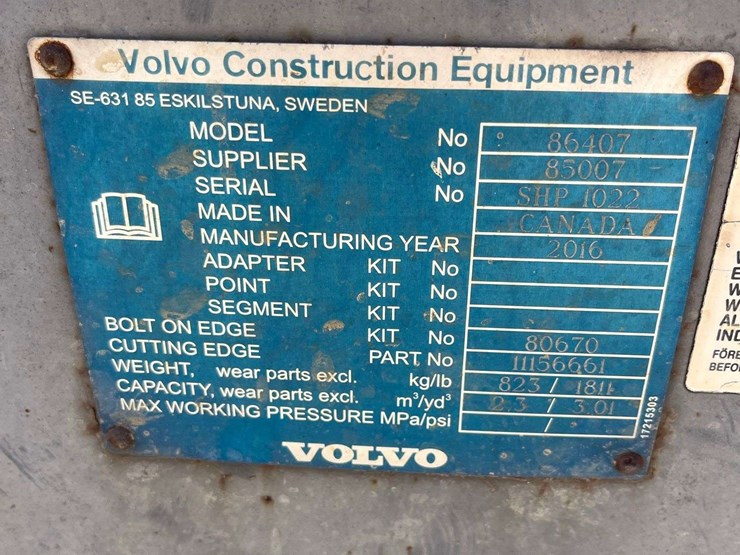 Volvo Construction Equipment
SE-631 85 ESKILSTUNA, SWEDEN
MODEL No 86407
SUPPLIER No 85007
SERIAL No SHP 1022
MADE IN CANADA
MANUFACTURING YEAR 2016
ADAPTER KIT No
POINT KIT No
SEGMENT KIT No
BOLT ON EDGE KIT No 80670
CUTTING EDGE PART No 11156661
WEIGHT, wear parts excl. kg/lb 823 / 1814
CAPACITY, wear parts excl. m³/yd³ 2.3 / 3.01
MAX WORKING PRESSURE MPa/psi /
VOLVO
17215303
FÖRE
BEFO